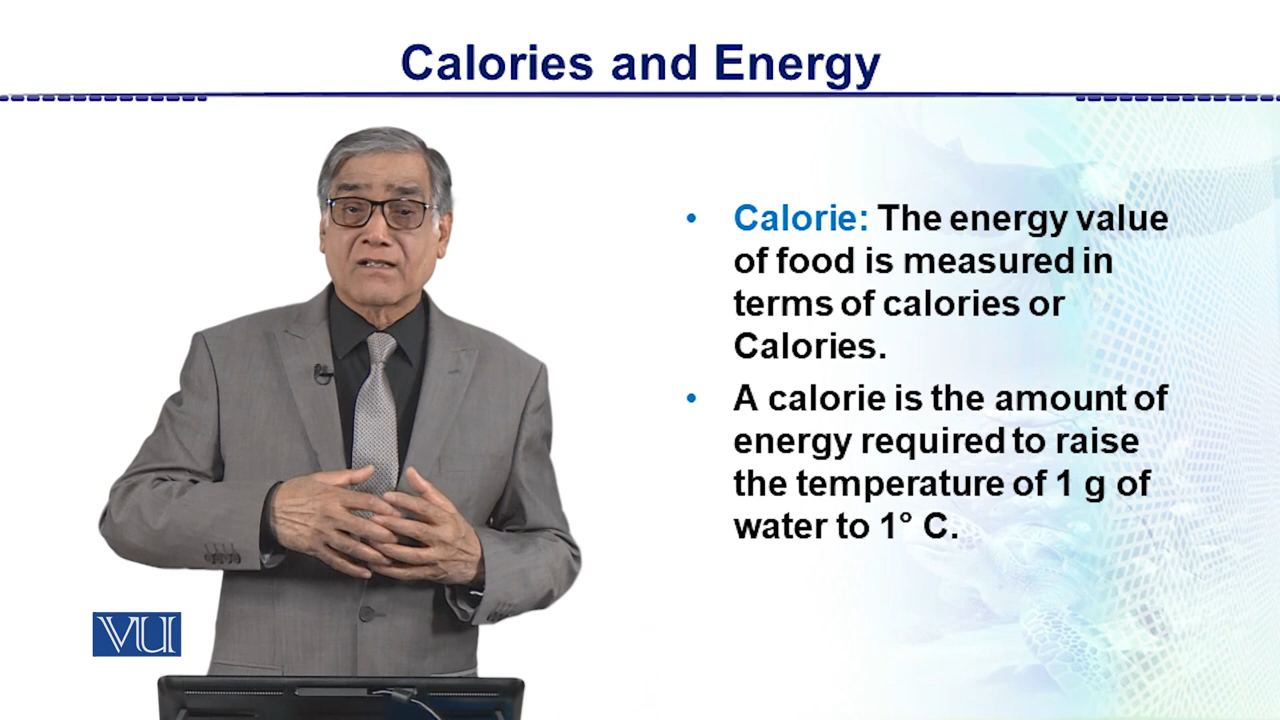 Calories and Energy
• Calorie: The energy value
of food is measured in
terms of calories or
Calories.
• A calorie is the amount of
energy required to raise
the temperature of 1 g of
water to 1° C.
VU